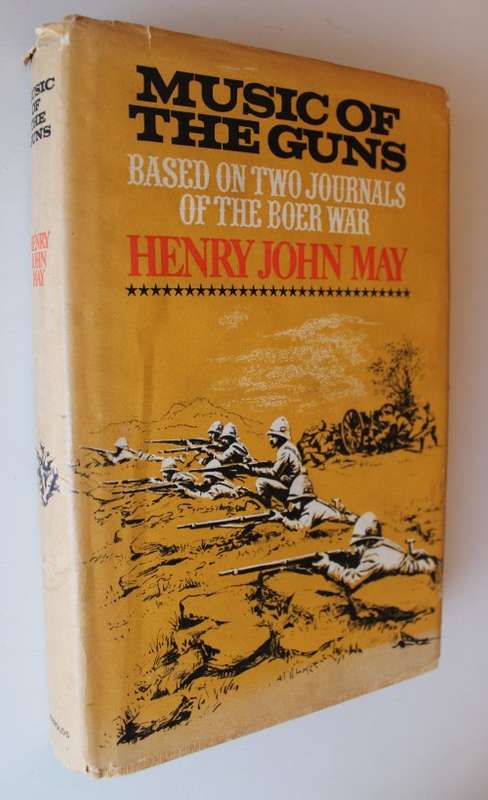 MUSIC OF
THE GUNS
BASED ON TWO JOURNALS
OF THE BOER WAR
HENRY JOHN MAY
OF
THE
GUNS
HENRY
JOHN
MAY